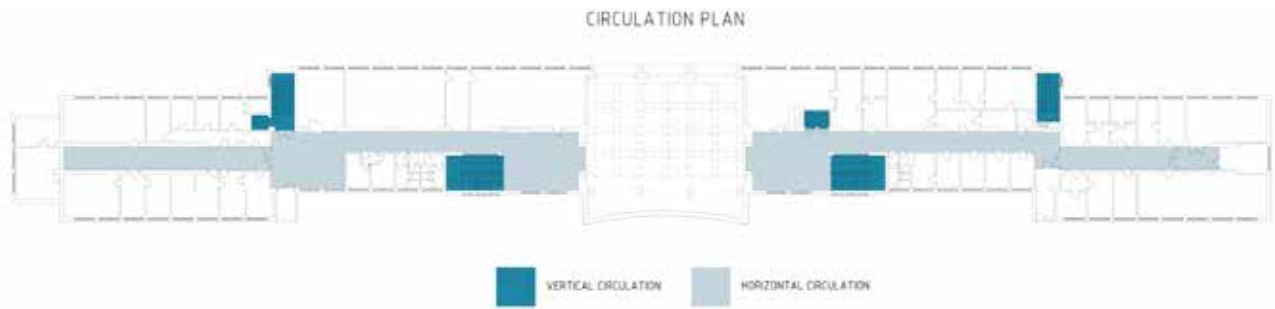 CIRCULATION PLAN
VERTICAL CIRCULATION
HORIZONTAL CIRCULATION